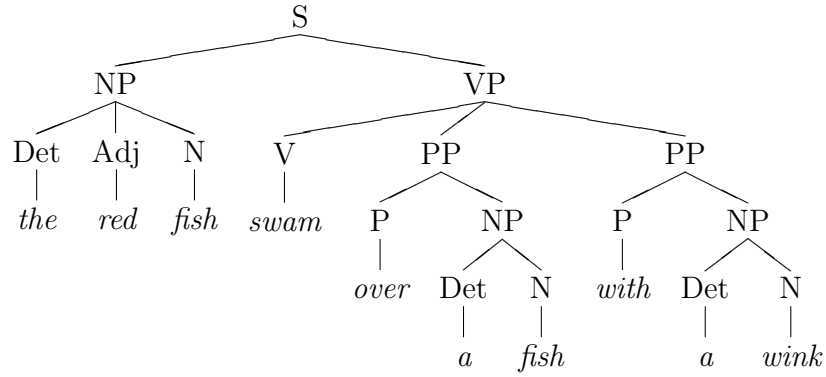 S
NP VP
Det Adj N V PP PP
the red fish swam P NP P NP
over Det N with Det N
a fish a wink